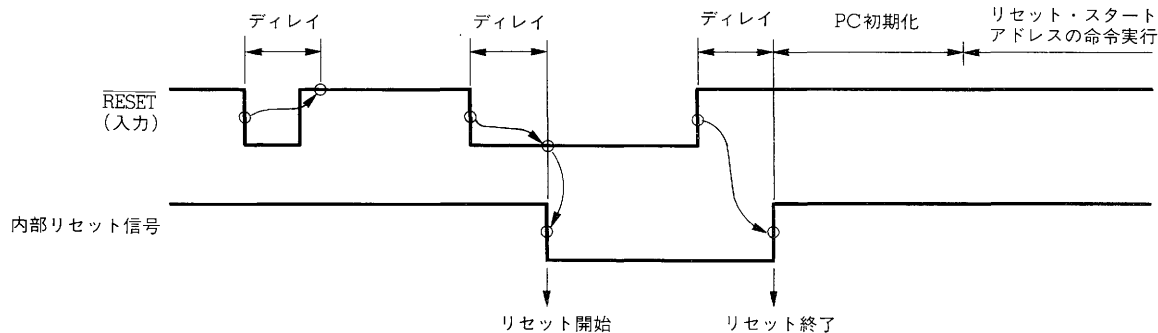 ディレイ
ディレイ
ディレイ
PC初期化
リセット・スタート
アドレスの命令実行
RESET
（入力）
内部リセット信号
リセット開始
リセット終了